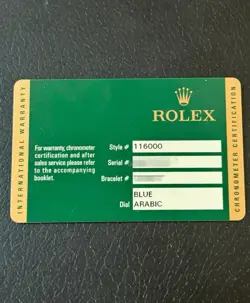 INTERNATIONAL WARRANTY
ROLEX
For warranty, chronometer
certification and after
sales service please refer
to the accompanying
booklet.
Style # 116000
Serial #
Bracelet #
BLUE
Dial ARABIC
CHRONOMETER CERTIFICATION